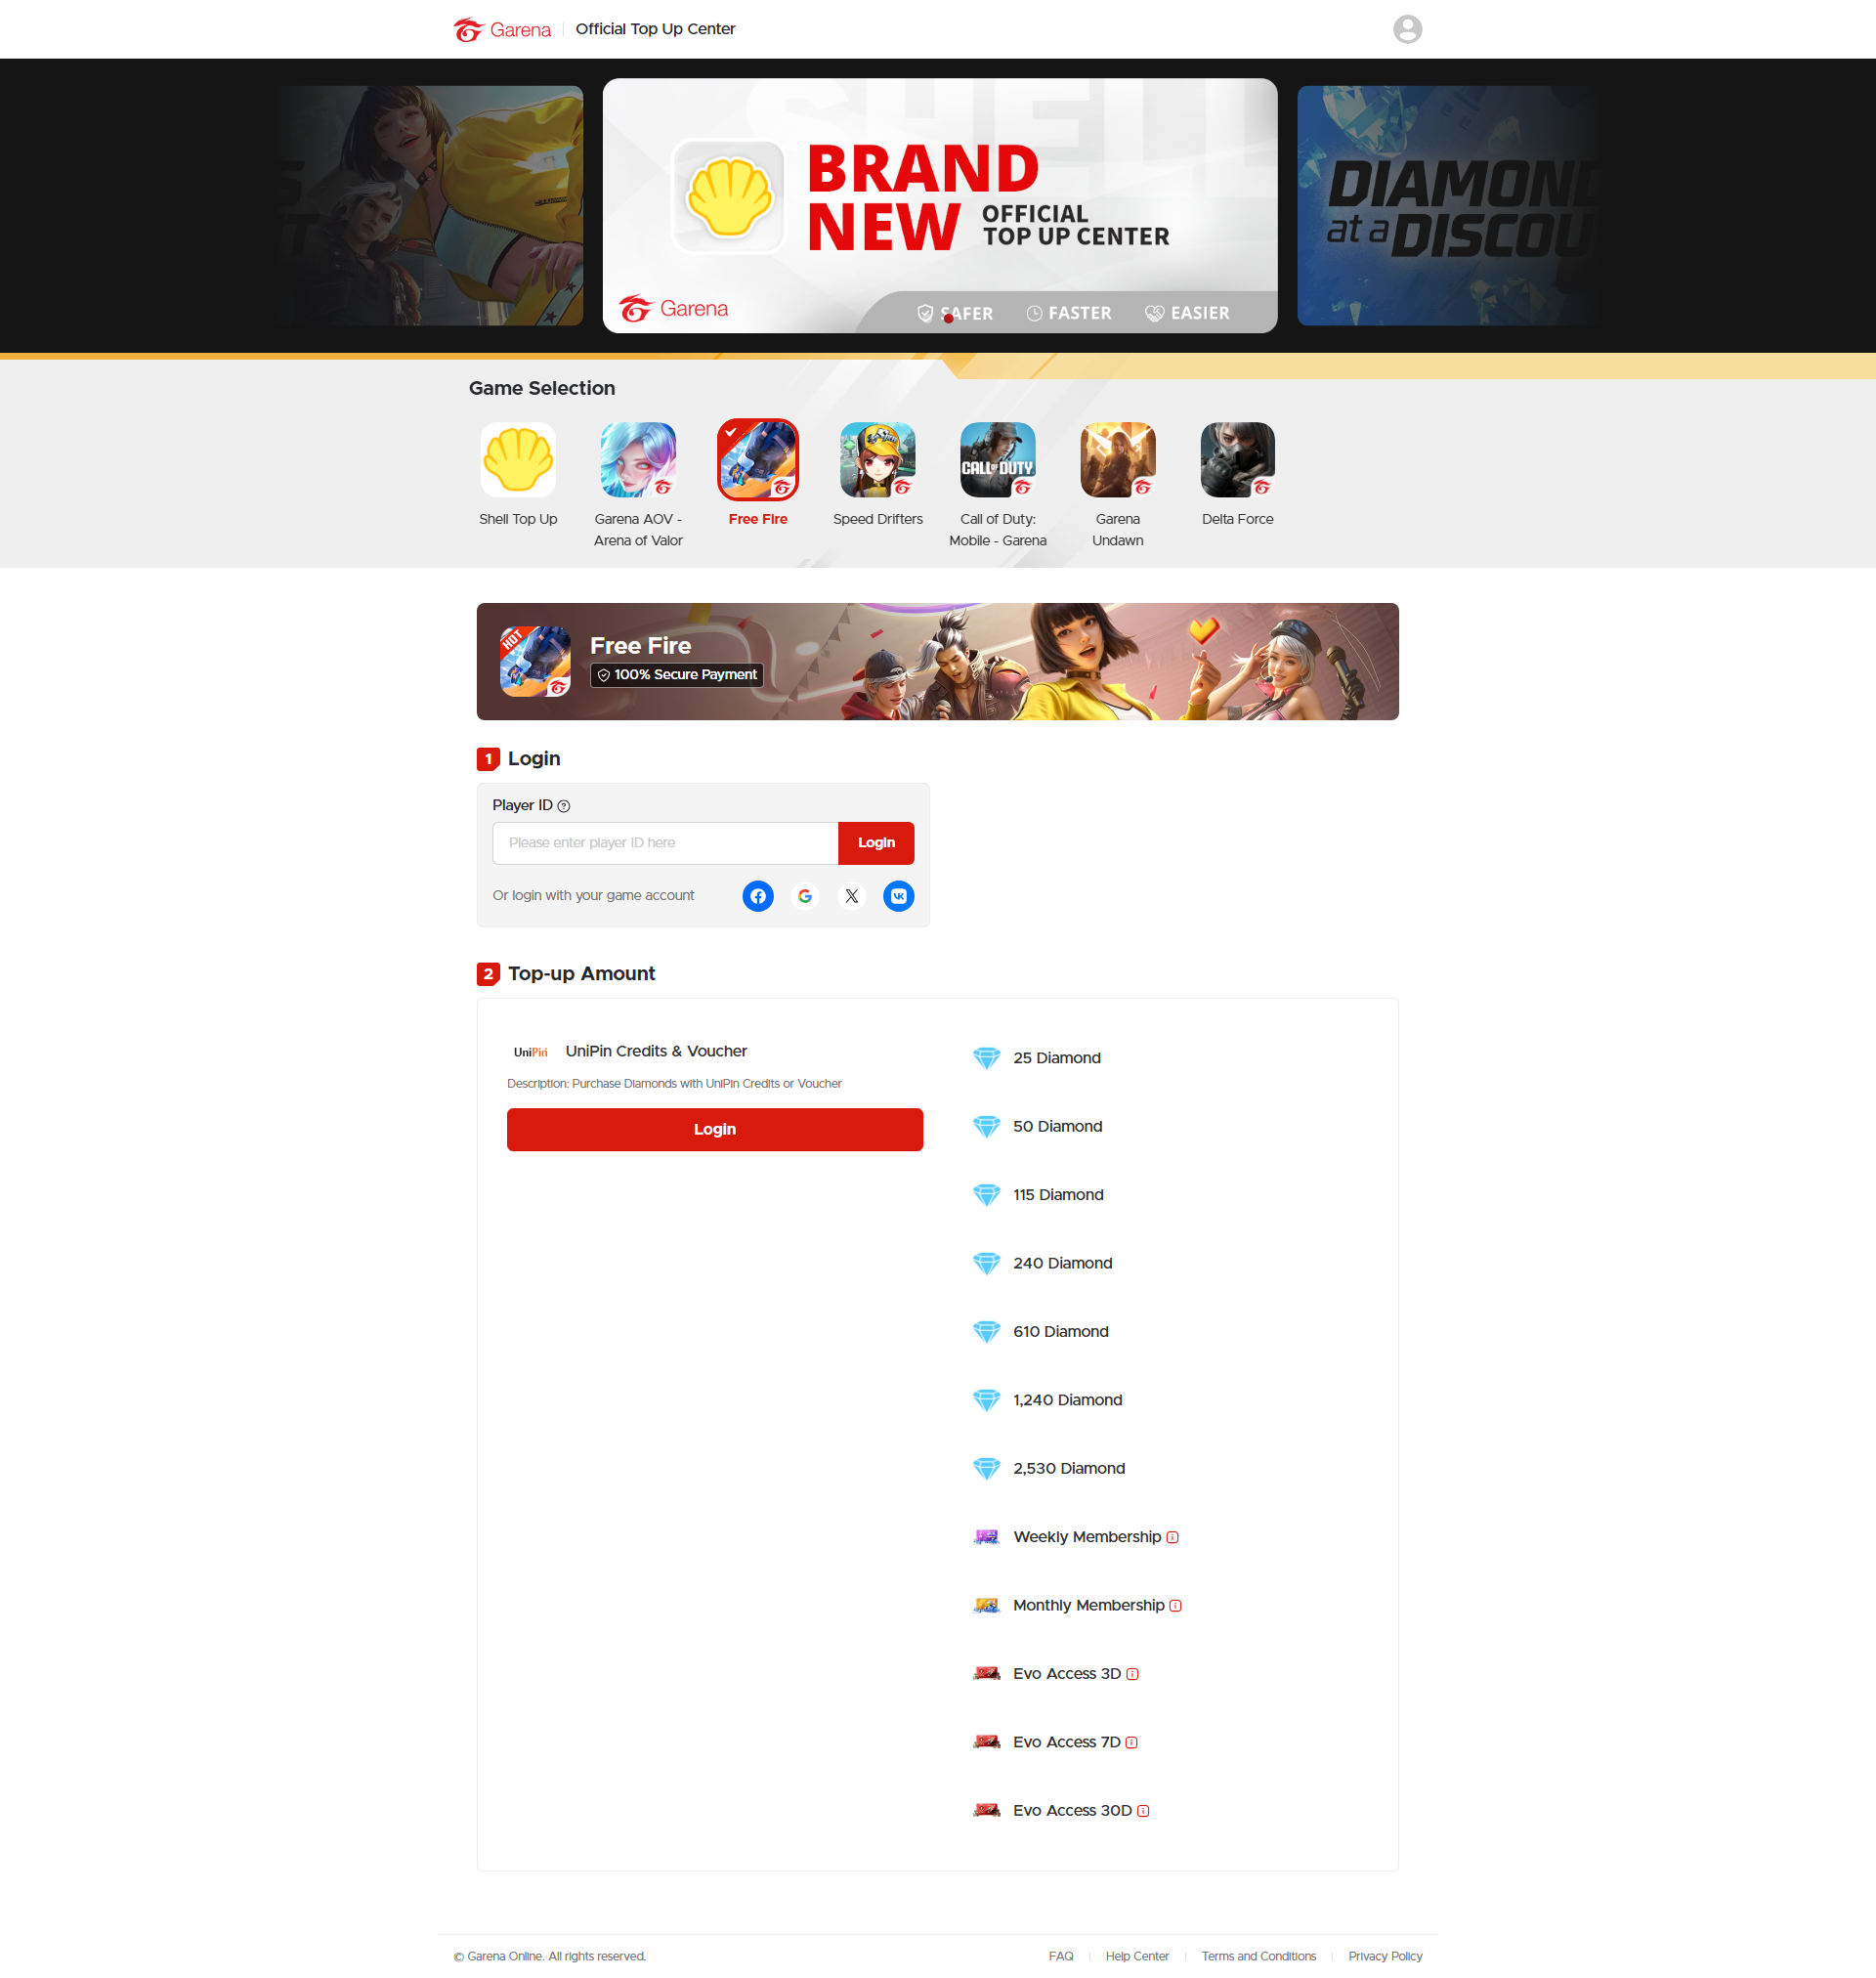 Garena
Official Top Up Center
BRAND
NEW OFFICIAL
TOP UP CENTER
Garena
SAFER
FASTER
EASIER
DIAMOND
at a DISCOU
Game Selection
Shell Top Up
Garena AOV -
Arena of Valor
Free Fire
Speed Drifters
CALL OF DUTY
Call of Duty:
Mobile - Garena
Garena
Undawn
Delta Force
HOT
Free Fire
100% Secure Payment
1 Login
Player ID
Please enter player ID here
Login
Or login with your game account
2 Top-up Amount
UniPin UniPin Credits & Voucher
Description: Purchase Diamonds with UniPin Credits or Voucher
Login
25 Diamond
50 Diamond
115 Diamond
240 Diamond
610 Diamond
1,240 Diamond
2,530 Diamond
Weekly Membership
Monthly Membership
Evo Access 3D
Evo Access 7D
Evo Access 30D
© Garena Online. All rights reserved.
FAQ
Help Center
Terms and Conditions
Privacy Policy